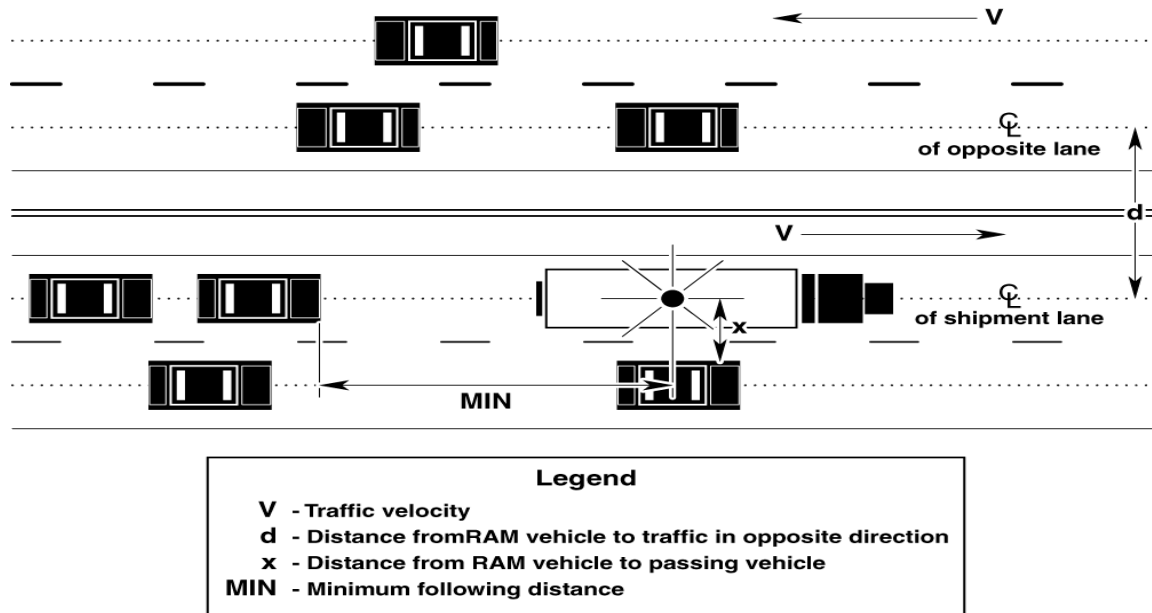 V
℄
of opposite lane
d
V
℄
of shipment lane
x
MIN
Legend
V - Traffic velocity
d - Distance fromRAM vehicle to traffic in opposite direction
x - Distance from RAM vehicle to passing vehicle
MIN - Minimum following distance